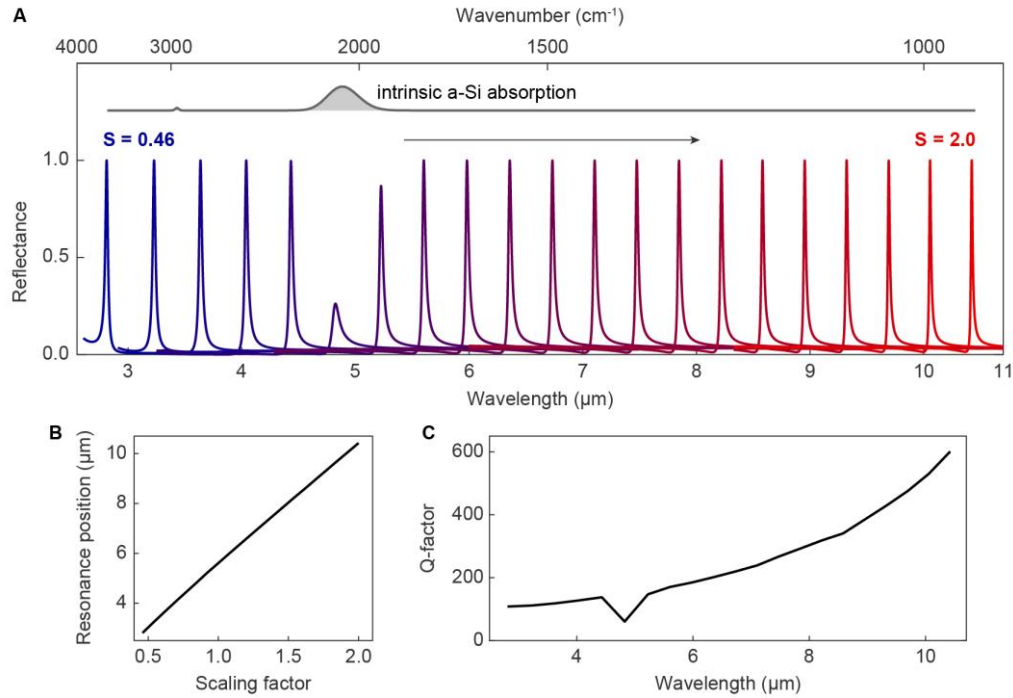 A
Wavenumber (cm⁻¹)
4000 3000 2000 1500 1000
intrinsic a-Si absorption
S = 0.46
S = 2.0
1.0
0.5
0.0
Reflectance
3 4 5 6 7 8 9 10 11
Wavelength (µm)
B
Resonance position (µm)
10
8
6
4
0.5 1.0 1.5 2.0
Scaling factor
C
Q-factor
600
400
200
0
4 6 8 10
Wavelength (µm)